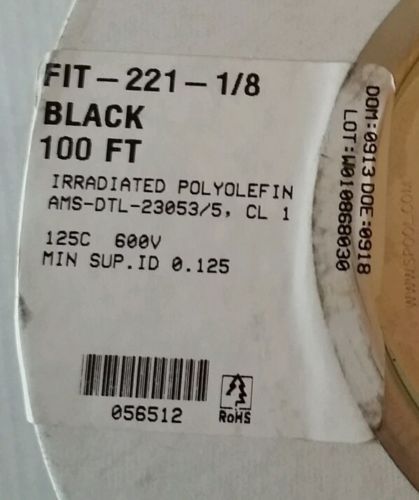 FIT-221-1/8
BLACK
100 FT
IRRADIATED POLYOLEFIN
AMS-DTL-23053/5, CL 1
125C 600V
MIN SUP.ID 0.125
056512
RoHS
DOM:0913 DOE:0918
LOT:W010868030